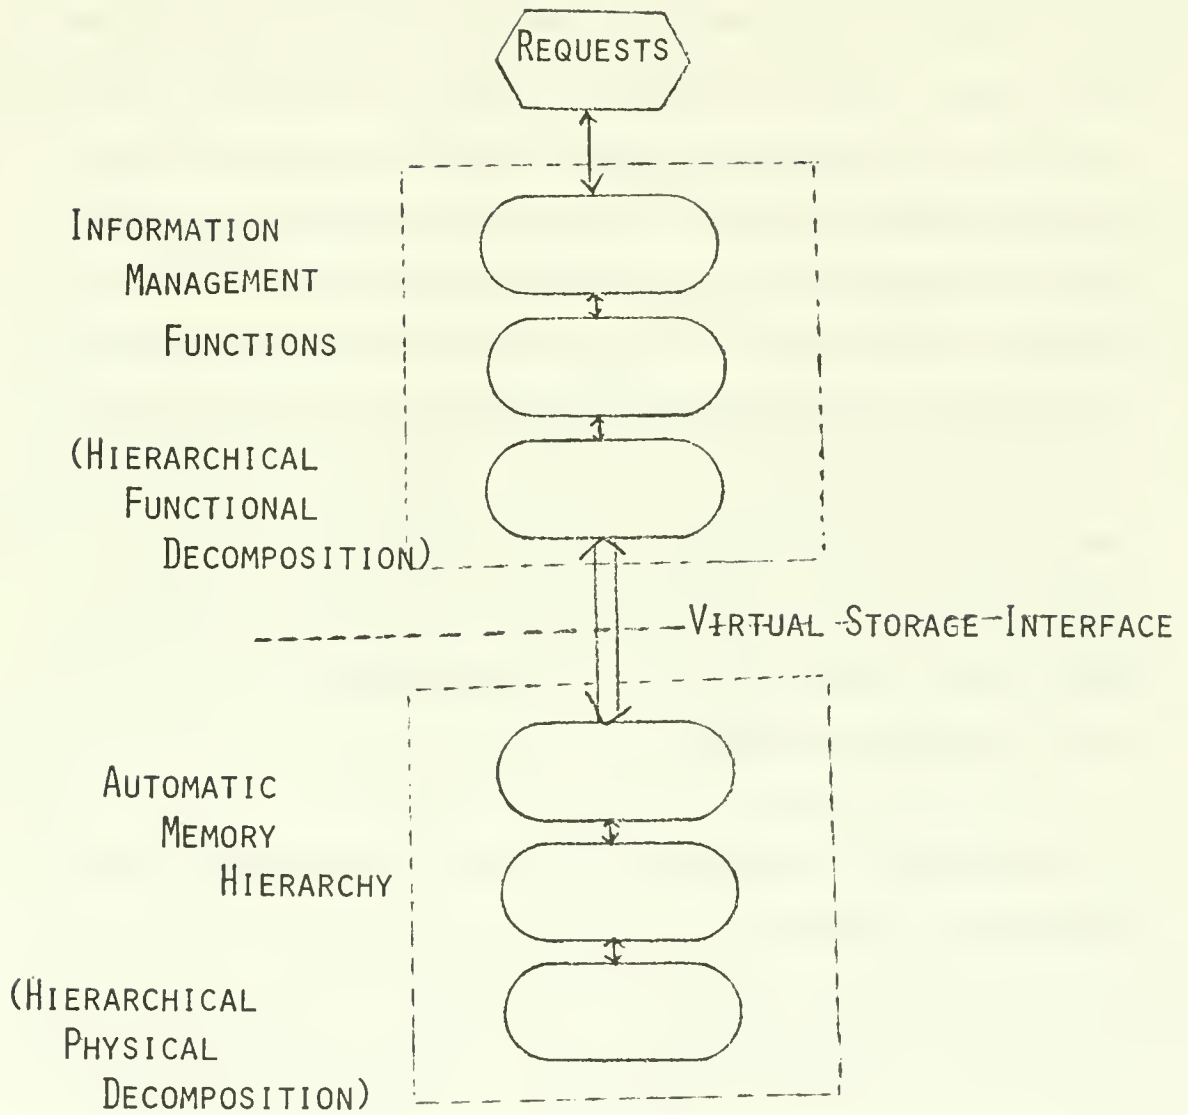 REQUESTS
INFORMATION
MANAGEMENT
FUNCTIONS
(HIERARCHICAL
FUNCTIONAL
DECOMPOSITION)
VIRTUAL STORAGE INTERFACE
AUTOMATIC
MEMORY
HIERARCHY
(HIERARCHICAL
PHYSICAL
DECOMPOSITION)